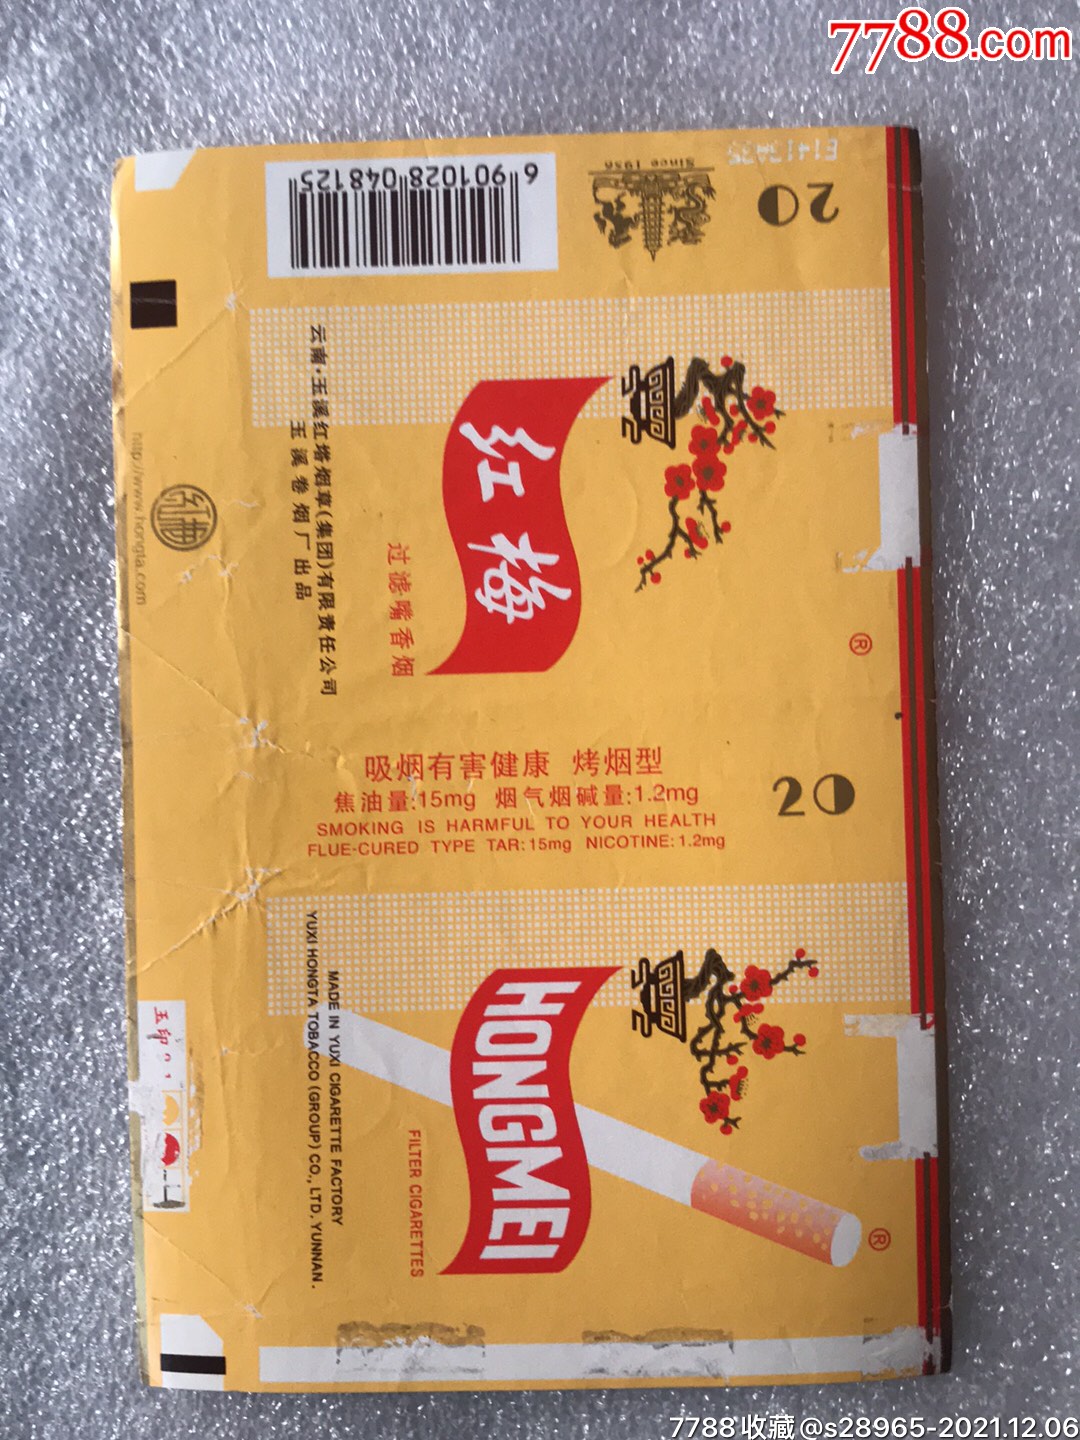 7788.com
6 901028 048125
Since 1956
20
云南·玉溪红塔烟草(集团)有限责任公司
玉溪卷烟厂出品
红梅
过滤嘴香烟
®
http://www.hongta.com
吸烟有害健康 烤烟型
焦油量:15mg 烟气烟碱量:1.2mg
SMOKING IS HARMFUL TO YOUR HEALTH
FLUE-CURED TYPE TAR:15mg NICOTINE:1.2mg
20
HONGMEI
FILTER CIGARETTES
MADE IN YUXI CIGARETTE FACTORY
YUXI HONGTA TOBACCO (GROUP) CO., LTD. YUNNAN.
®
玉印
7788收藏@s28965-2021.12.06